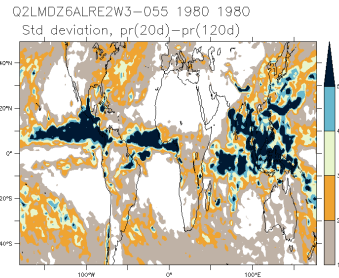 Q2LMDZ6ALRE2W3-055 1980 1980
Std deviation, pr(20d)-pr(120d)
40°N
20°N
0°
20°S
40°S
100°W 0° 100°E
5
4
3
2
1